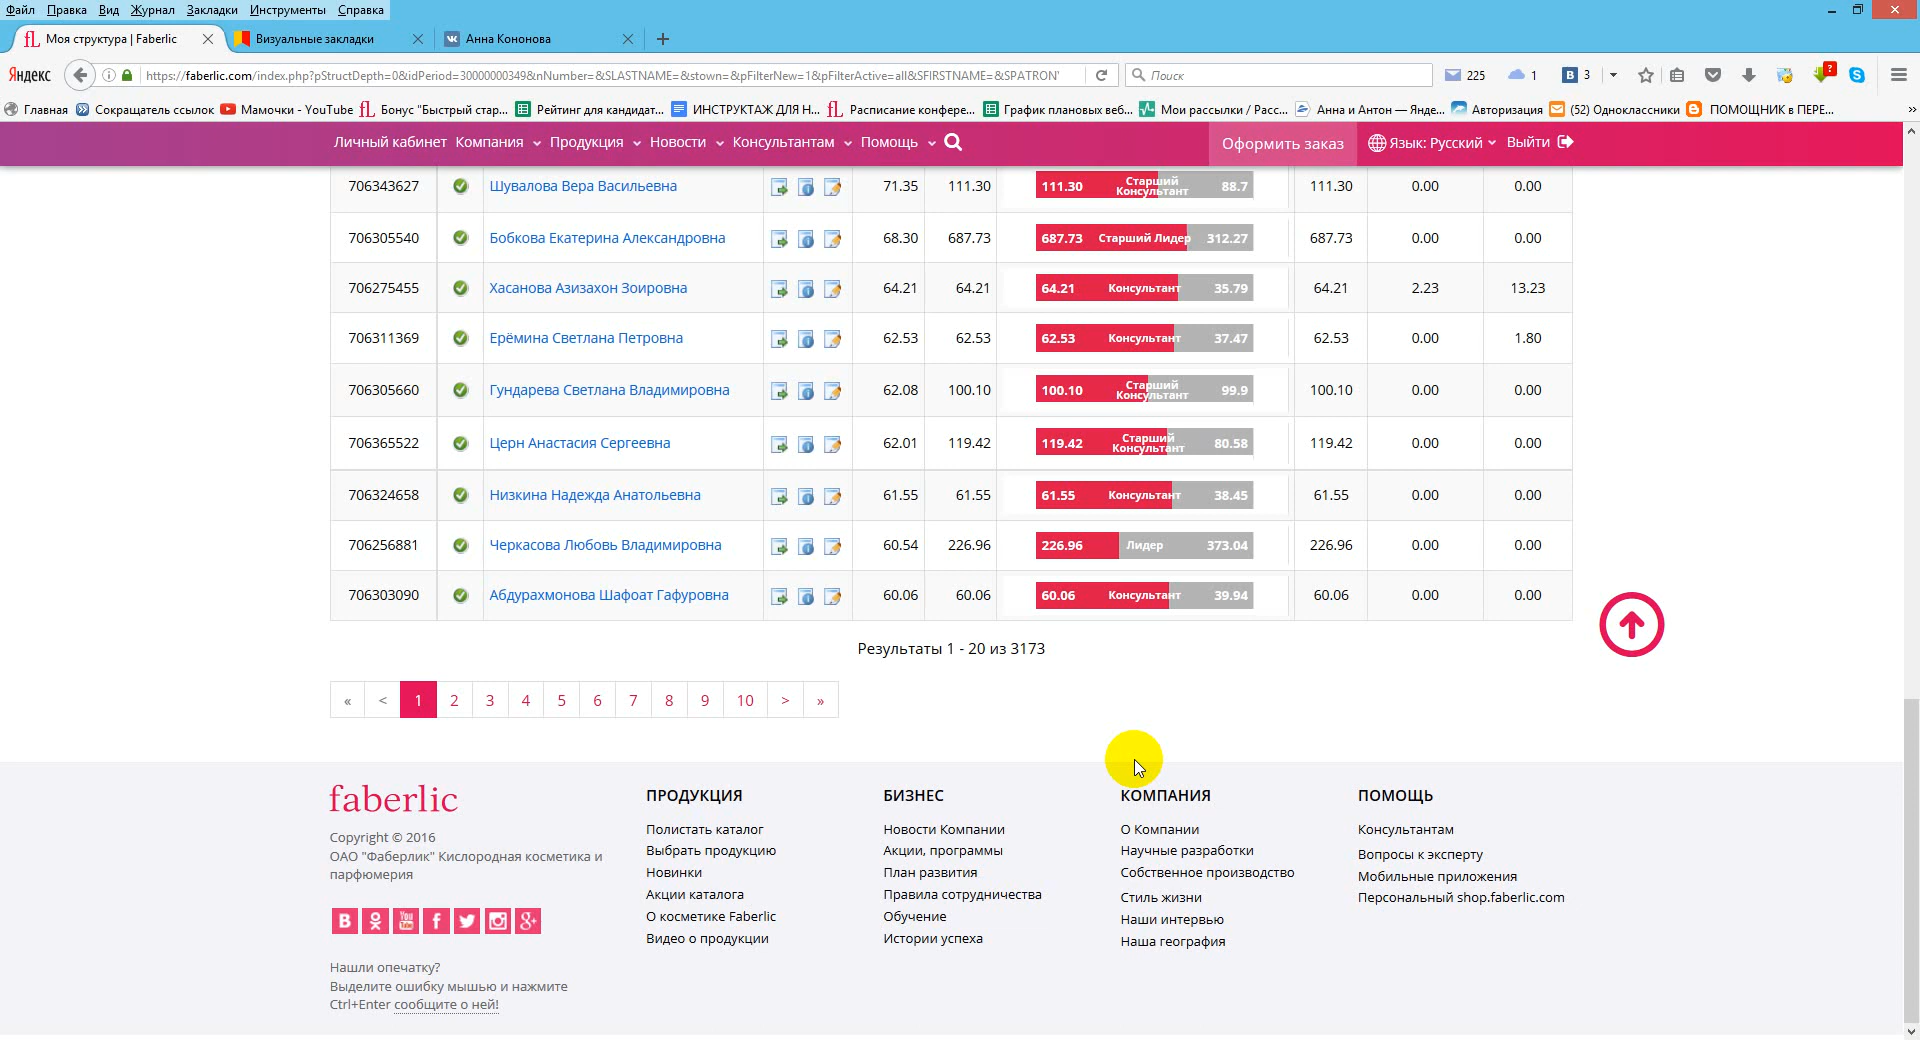 Файл Правка Вид Журнал Закладки Инструменты Справка
Моя структура | Faberlic
Визуальные закладки
Анна Кононова
Яндекс
https://faberlic.com/index.php?pStructDepth=0&idPeriod=30000000349&nNumber=&SLASTNAME=&stown=&pFilterNew=1&pFilterActive=all&SFIRSTNAME=&SPATRON'
Поиск
225
1
3
?
Главная Сокращатель ссылок Мамочки - YouTube Бонус "Быстрый стар... Рейтинг для кандидат... ИНСТРУКТАЖ ДЛЯ Н... Расписание конфере... График плановых веб... Мои рассылки / Расс... Анна и Антон — Янде... Авторизация (52) Одноклассники ПОМОЩНИК в ПЕРЕ... »
Личный кабинет Компания Продукция Новости Консультантам Помощь Оформить заказ Язык: Русский Выйти
706343627 Шувалова Вера Васильевна 71.35 111.30 111.30 Старший Консультант 88.7 111.30 0.00 0.00
706305540 Бобкова Екатерина Александровна 68.30 687.73 687.73 Старший Лидер 312.27 687.73 0.00 0.00
706275455 Хасанова Азизахон Зоировна 64.21 64.21 64.21 Консультант 35.79 64.21 2.23 13.23
706311369 Ерёмина Светлана Петровна 62.53 62.53 62.53 Консультант 37.47 62.53 0.00 1.80
706305660 Гундарева Светлана Владимировна 62.08 100.10 100.10 Старший Консультант 99.9 100.10 0.00 0.00
706365522 Церн Анастасия Сергеевна 62.01 119.42 119.42 Старший Консультант 80.58 119.42 0.00 0.00
706324658 Низкина Надежда Анатольевна 61.55 61.55 61.55 Консультант 38.45 61.55 0.00 0.00
706256881 Черкасова Любовь Владимировна 60.54 226.96 226.96 Лидер 373.04 226.96 0.00 0.00
706303090 Абдурахмонова Шафоат Гафуровна 60.06 60.06 60.06 Консультант 39.94 60.06 0.00 0.00
Результаты 1 - 20 из 3173
« < 1 2 3 4 5 6 7 8 9 10 > »
faberlic
Copyright © 2016
ОАО "Фаберлик" Кислородная косметика и
парфюмерия
Нашли опечатку?
Выделите ошибку мышью и нажмите
Ctrl+Enter сообщите о ней!
ПРОДУКЦИЯ
Полистать каталог
Выбрать продукцию
Новинки
Акции каталога
О косметике Faberlic
Видео о продукции
БИЗНЕС
Новости Компании
Акции, программы
План развития
Правила сотрудничества
Обучение
Истории успеха
КОМПАНИЯ
О Компании
Научные разработки
Собственное производство
Стиль жизни
Наши интервью
Наша география
ПОМОЩЬ
Консультантам
Вопросы к эксперту
Мобильные приложения
Персональный shop.faberlic.com